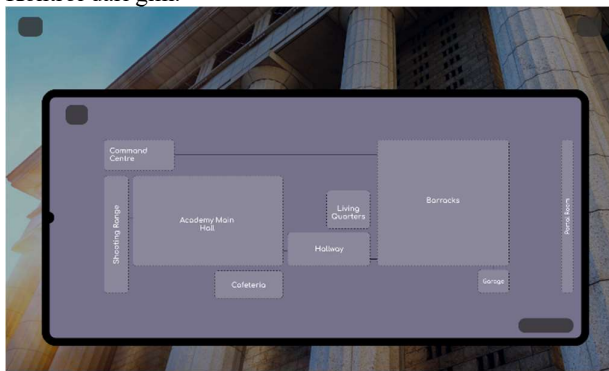 Command
Centre
Shooting Range
Academy Main
Hall
Living
Quarters
Hallway
Cafeteria
Barracks
Garage
Portal Room